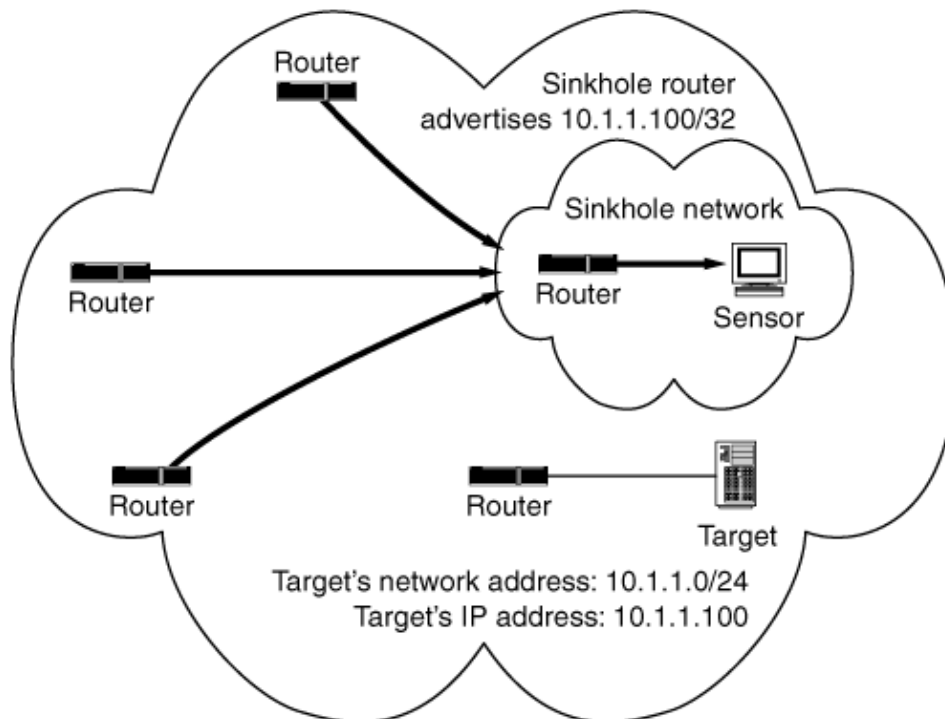 Router
Sinkhole router
advertises 10.1.1.100/32
Sinkhole network
Router
Router
Sensor
Router
Router
Target
Target’s network address: 10.1.1.0/24
Target’s IP address: 10.1.1.100